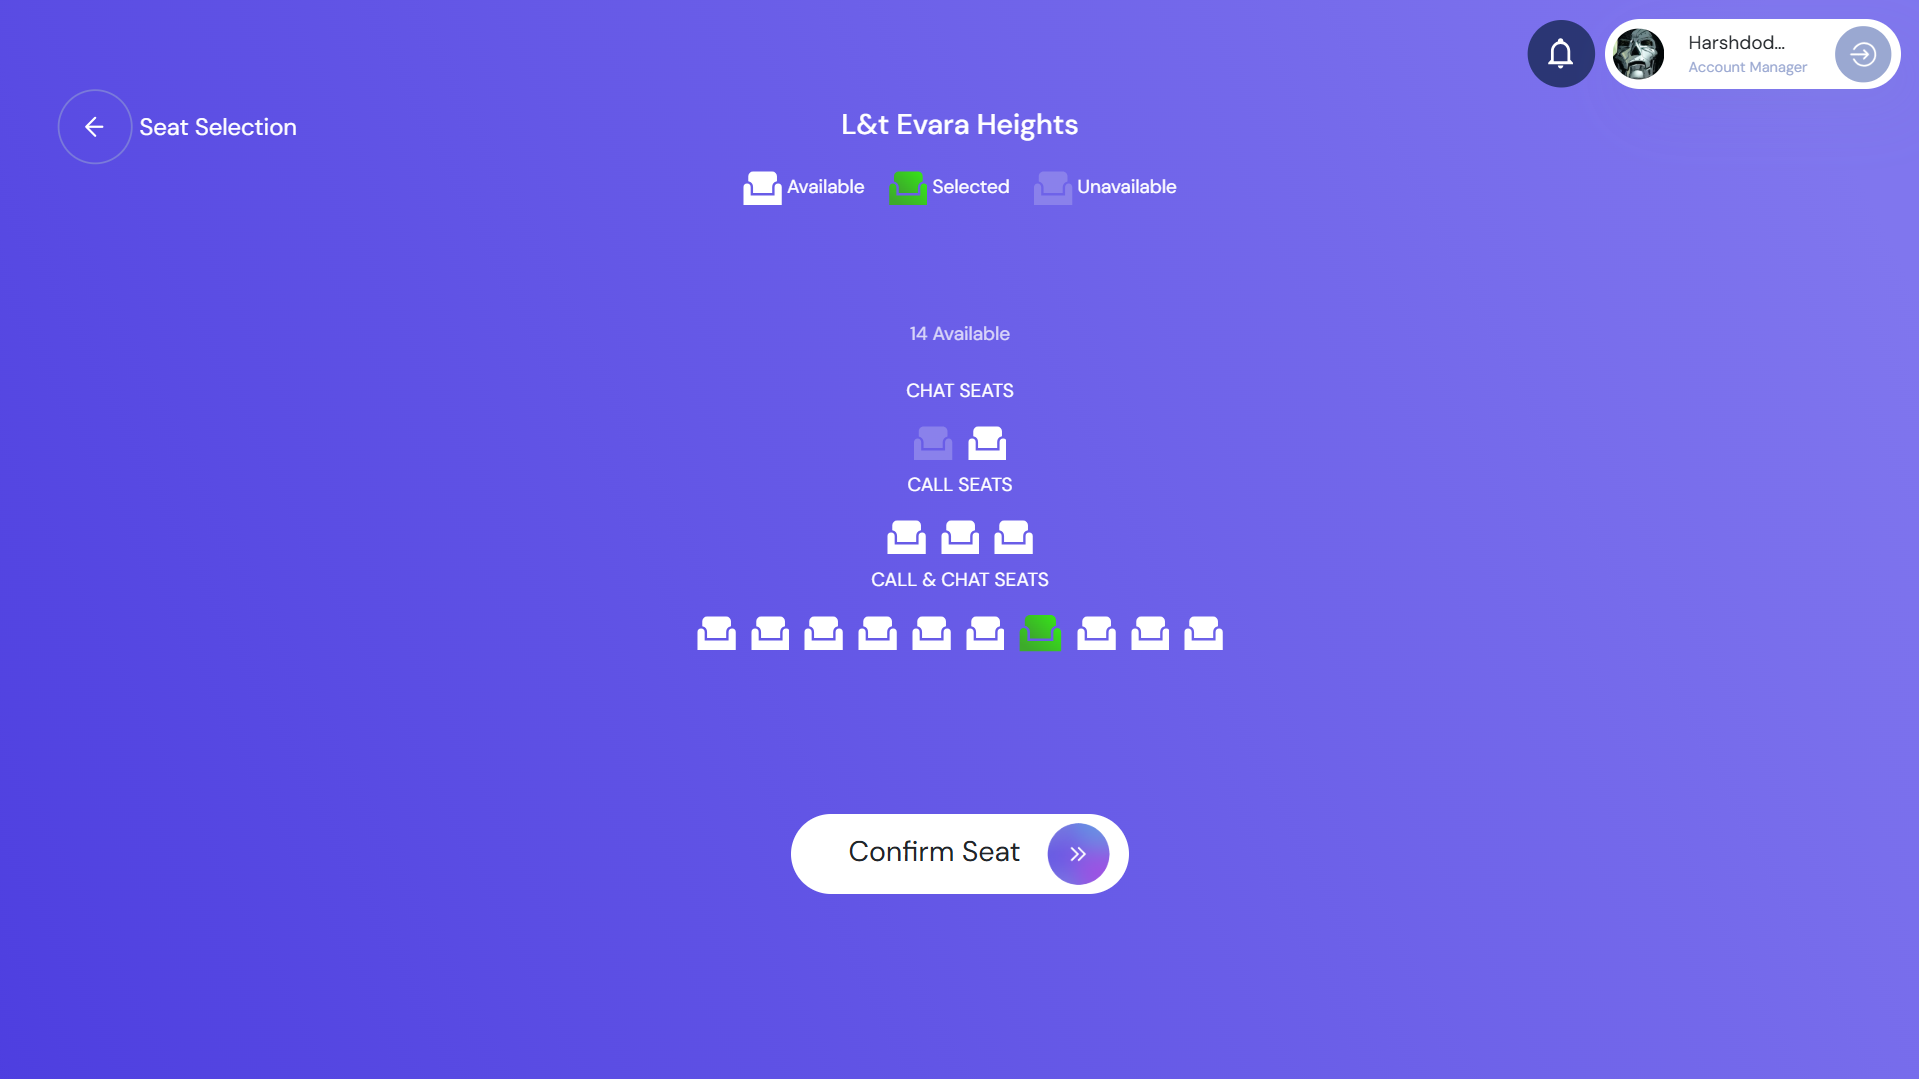 Harshdod...
Account Manager
Seat Selection
L&t Evara Heights
Available
Selected
Unavailable
14 Available
CHAT SEATS
CALL SEATS
CALL & CHAT SEATS
Confirm Seat